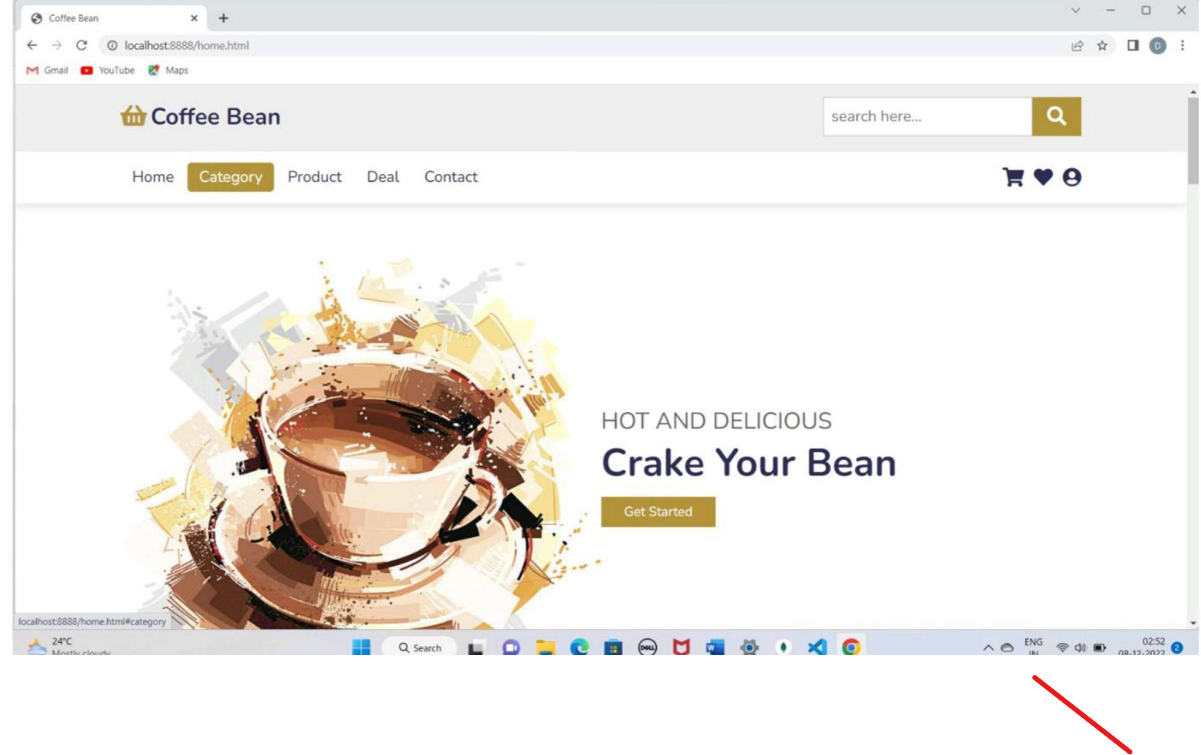 Coffee Bean
localhost:8888/home.html
Gmail YouTube Maps
Coffee Bean search here...
Home Category Product Deal Contact
HOT AND DELICIOUS
Crake Your Bean
Get Started
localhost:8888/home.html#category
24°C Search DELL ENG 02:52
Mostly cloudy IN 08-12-2022 2